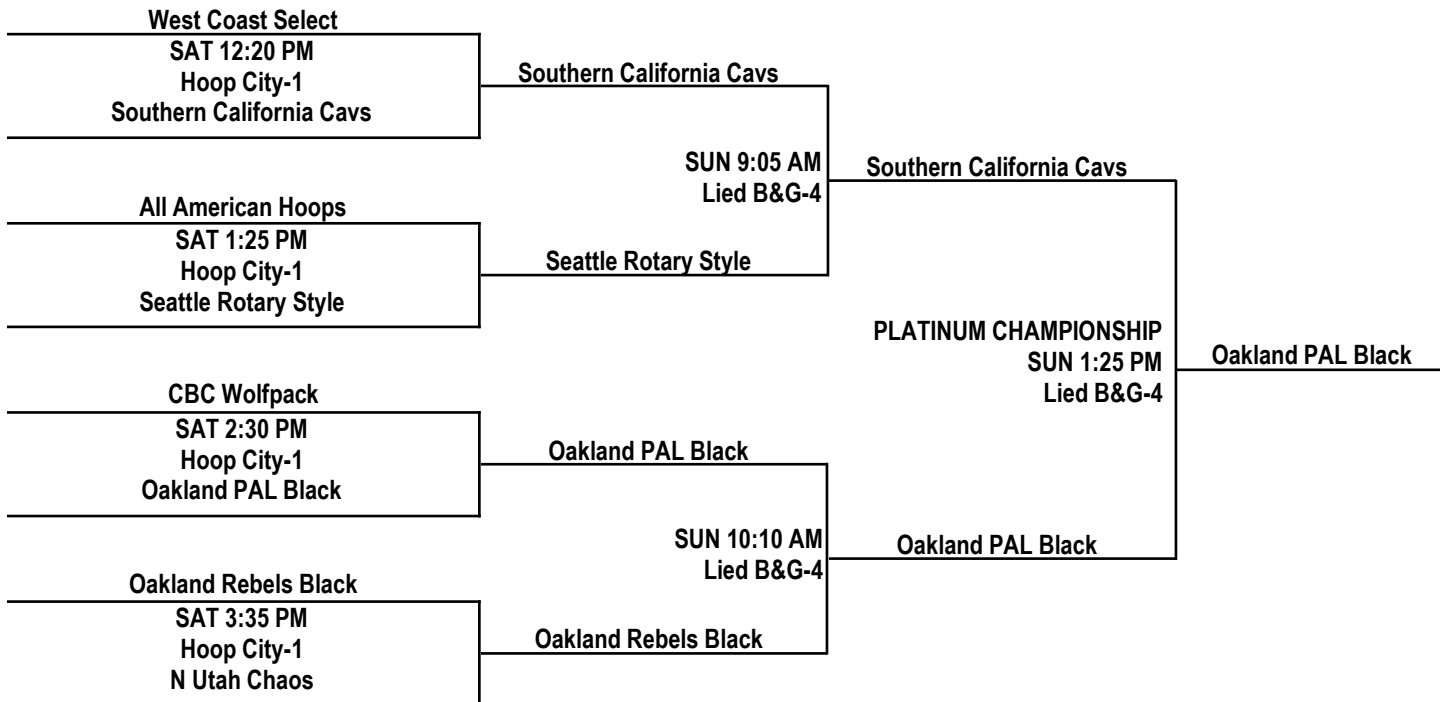 West Coast Select
SAT 12:20 PM
Hoop City-1
Southern California Cavs
Southern California Cavs
SUN 9:05 AM
Lied B&G-4
Southern California Cavs
All American Hoops
SAT 1:25 PM
Hoop City-1
Seattle Rotary Style
Seattle Rotary Style
PLATINUM CHAMPIONSHIP
SUN 1:25 PM
Lied B&G-4
Oakland PAL Black
CBC Wolfpack
SAT 2:30 PM
Hoop City-1
Oakland PAL Black
Oakland PAL Black
SUN 10:10 AM
Lied B&G-4
Oakland PAL Black
Oakland Rebels Black
SAT 3:35 PM
Hoop City-1
N Utah Chaos
Oakland Rebels Black